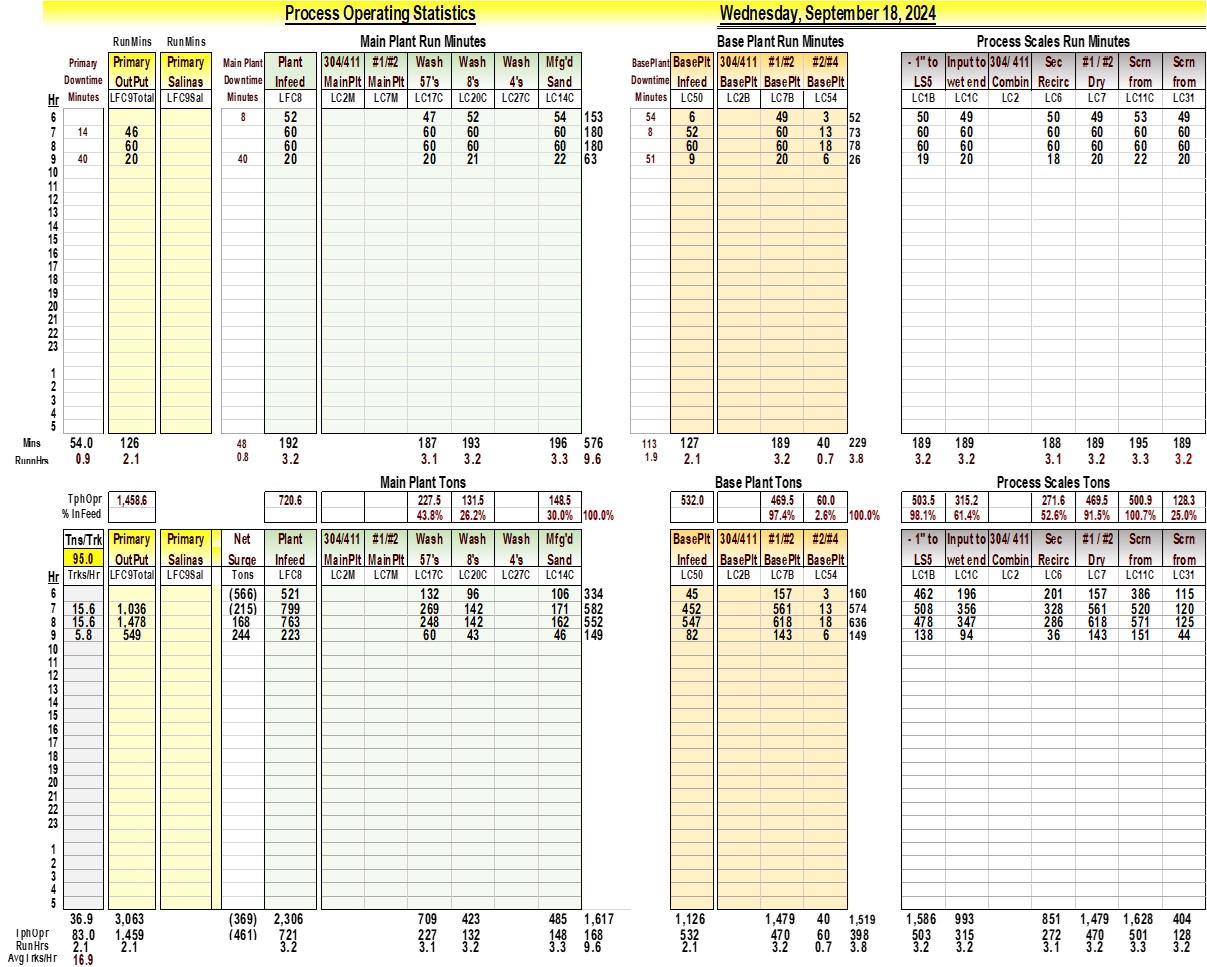 Process Operating Statistics Wednesday, September 18, 2024
RunMins RunMins Main Plant Run Minutes Base Plant Run Minutes Process Scales Run Minutes
Primary Primary Primary Main Plant Plant 304/411 #1/#2 Wash Wash Wash Mfg'd BasePlant BasePlt 304/411 #1/#2 #2/#4 - 1" to Input to 304/ 411 Sec #1 / #2 Scrn Scrn
Downtime OutPut Salinas Downtime Infeed MainPlt MainPlt 57's 8's 4's Sand Downtime Infeed BasePlt BasePlt BasePlt LS5 wet end Combin Recirc Dry from from
Hr Minutes LFC9Total LFC9Sal Minutes LFC8 LC2M LC7M LC17C LC20C LC27C LC14C Minutes LC50 LC2B LC7B LC54 LC1B LC1C LC2 LC6 LC7 LC11C LC31
6 8 52 47 52 54 153 54 6 49 3 52 50 49 50 49 53 49
7 14 46 60 60 60 60 180 8 52 60 13 73 60 60 60 60 60 60
8 60 60 60 60 60 180 60 60 18 78 60 60 60 60 60 60
9 40 20 40 20 20 21 22 63 51 9 20 6 26 19 20 18 20 22 20
10
11
12
13
14
15
16
17
18
19
20
21
22
23
1
2
3
4
5
Mins 54.0 126 48 192 187 193 196 576 113 127 189 40 229 189 189 188 189 195 189
RunnHrs 0.9 2.1 0.8 3.2 3.1 3.2 3.3 9.6 1.9 2.1 3.2 0.7 3.8 3.2 3.2 3.1 3.2 3.3 3.2
Main Plant Tons Base Plant Tons Process Scales Tons
TphOpr 1,458.6 720.6 227.5 131.5 148.5 532.0 469.5 60.0 503.5 315.2 271.6 469.5 500.9 128.3
% InFeed 43.8% 26.2% 30.0% 100.0% 97.4% 2.6% 100.0% 98.1% 61.4% 52.6% 91.5% 100.7% 25.0%
Tns/Trk Primary Primary Net Plant 304/411 #1/#2 Wash Wash Wash Mfg'd BasePlt 304/411 #1/#2 #2/#4 - 1" to Input to 304/ 411 Sec #1 / #2 Scrn Scrn
95.0 OutPut Salinas Surge Infeed MainPlt MainPlt 57's 8's 4's Sand Infeed BasePlt BasePlt BasePlt LS5 wet end Combin Recirc Dry from from
Hr Trks/Hr LFC9Total LFC9Sal Tons LFC8 LC2M LC7M LC17C LC20C LC27C LC14C LC50 LC2B LC7B LC54 LC1B LC1C LC2 LC6 LC7 LC11C LC31
6 (566) 521 132 96 106 334 45 157 3 160 462 196 201 157 386 115
7 15.6 1,036 (215) 799 269 142 171 582 452 561 13 574 508 356 328 561 520 120
8 15.6 1,478 168 763 248 142 162 552 547 618 18 636 478 347 286 618 571 125
9 5.8 549 244 223 60 43 46 149 82 143 6 149 138 94 36 143 151 44
10
11
12
13
14
15
16
17
18
19
20
21
22
23
1
2
3
4
5
36.9 3,063 (369) 2,306 709 423 485 1,617 1,126 1,479 40 1,519 1,586 993 851 1,479 1,628 404
TphOpr 83.0 1,459 (461) 721 227 132 148 168 532 470 60 398 503 315 272 470 501 128
RunHrs 2.1 2.1 3.2 3.1 3.2 3.3 9.6 2.1 3.2 0.7 3.8 3.2 3.2 3.1 3.2 3.3 3.2
AvgTrks/Hr 16.9